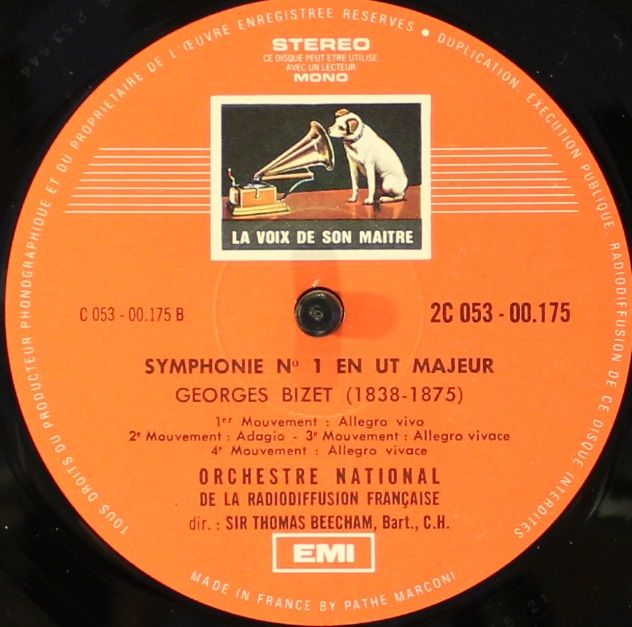 TOUS DROITS DU PRODUCTEUR PHONOGRAPHIQUE ET DU PROPRIETAIRE DE L'ŒUVRE ENREGISTREE RESERVES • DUPLICATION EXECUTION PUBLIQUE RADIODIFFUSION DE CE DISQUE INTERDITES
STEREO
CE DISQUE PEUT ETRE UTILISE
AVEC UN LECTEUR
MONO
LA VOIX DE SON MAITRE
C 053 - 00.175 B
2C 053 - 00.175
SYMPHONIE Nº 1 EN UT MAJEUR
GEORGES BIZET (1838-1875)
1er Mouvement : Allegro vivo
2e Mouvement : Adagio - 3e Mouvement : Allegro vivace
4e Mouvement : Allegro vivace
ORCHESTRE NATIONAL
DE LA RADIODIFFUSION FRANÇAISE
dir. : SIR THOMAS BEECHAM, Bart., C.H.
EMI
MADE IN FRANCE BY PATHE MARCONI